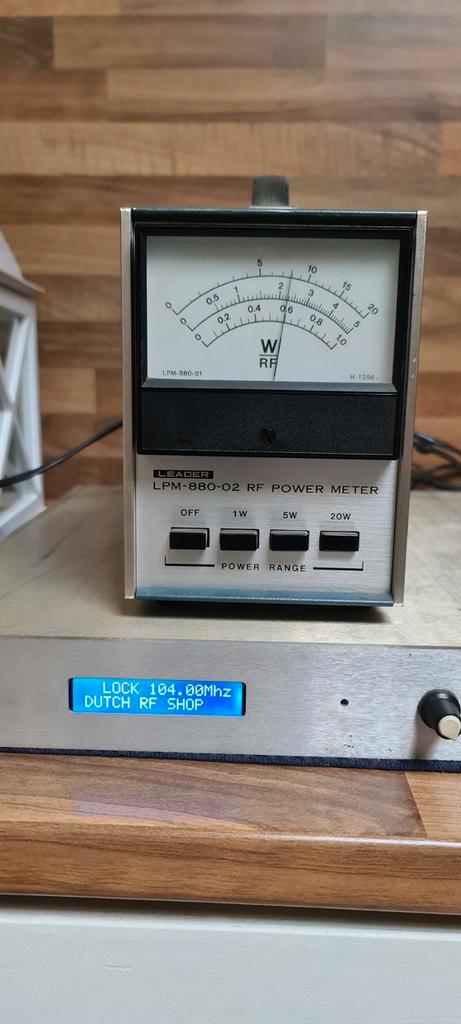 5 10 15 20
0 0.5 1 2 3 4 5
0 0.2 0.4 0.6 0.8 1.0
0
W
RF
LPM-880-01 H-1256.
LEADER
LPM-880-02 RF POWER METER
OFF 1W 5W 20W
POWER RANGE
LOCK 104.00Mhz
DUTCH RF SHOP